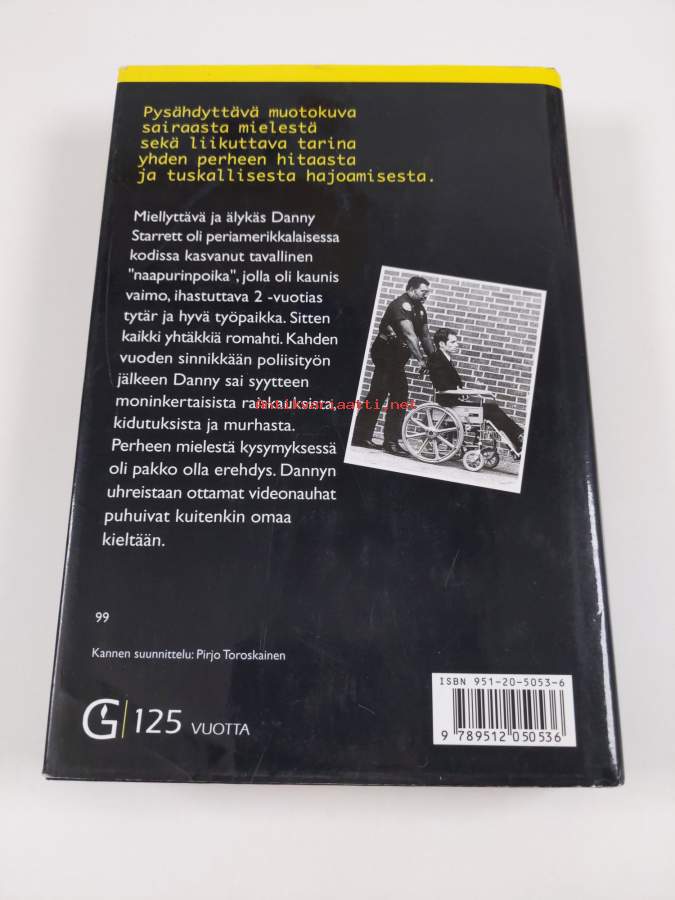 Pysähdyttävä muotokuva
sairaasta mielestä
sekä liikuttava tarina
yhden perheen hitaasta
ja tuskallisesta hajoamisesta.
Miellyttävä ja älykäs Danny
Starrett oli periamerikkalaisessa
kodissa kasvanut tavallinen
"naapurinpoika", jolla oli kaunis
vaimo, ihastuttava 2 -vuotias
tytär ja hyvä työpaikka. Sitten
kaikki yhtäkkiä romahti. Kahden
vuoden sinnikkään poliisityön
jälkeen Danny sai syytteen
moninkertaisista raiskauksista,
kidutuksista ja murhasta.
Perheen mielestä kysymyksessä
oli pakko olla erehdys. Dannyn
uhreistaan ottamat videonauhat
puhuivat kuitenkin omaa
kieltään.
99
Kannen suunnittelu: Pirjo Toroskainen
G 125 VUOTTA
ISBN 951-20-5053-6
9 789512 050536